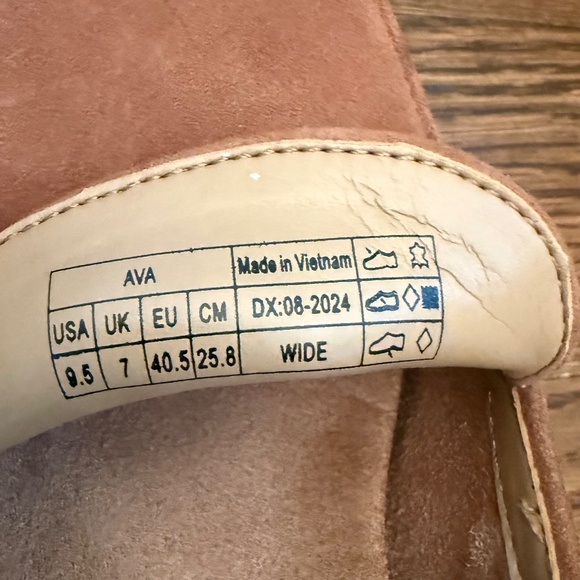 AVA Made in Vietnam
USA UK EU CM DX:08-2024
9.5 7 40.5 25.8 WIDE